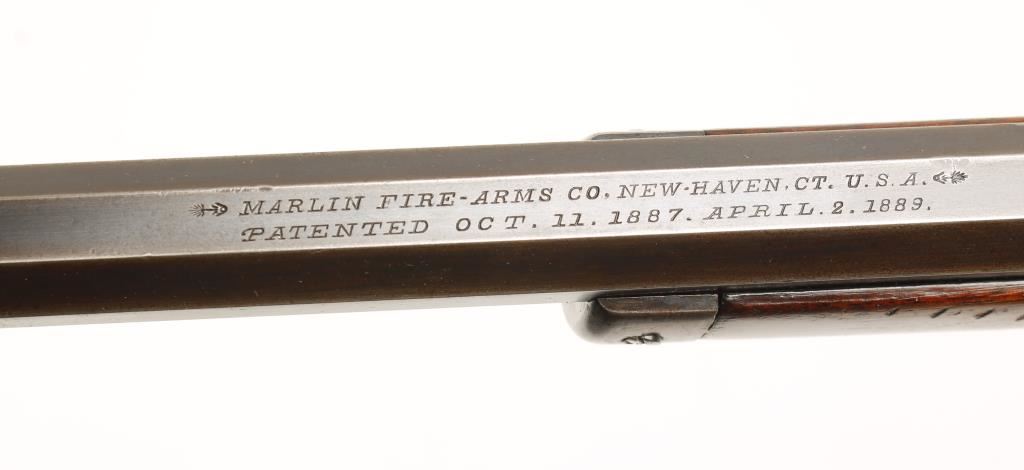 MARLIN FIRE-ARMS CO, NEW-HAVEN, CT. U.S.A.
PATENTED OCT. 11. 1887. APRIL. 2. 1889.